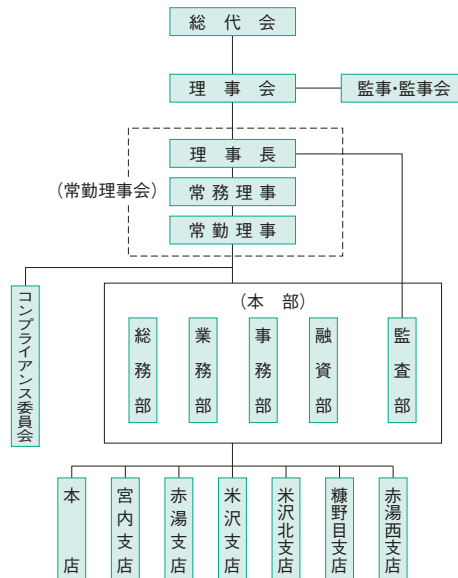 総代会
理事会
監事・監事会
理事長
(常勤理事会)
常務理事
常勤理事
コンプライアンス委員会
(本 部)
総務部
業務部
事務部
融資部
監査部
本店
宮内支店
赤湯支店
米沢支店
米沢北支店
糠野目支店
赤湯西支店